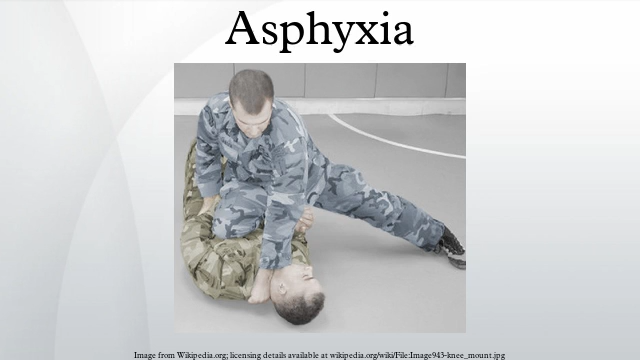 Asphyxia
Image from Wikipedia.org; licensing details available at wikipedia.org/wiki/File:Image943-knee_mount.jpg